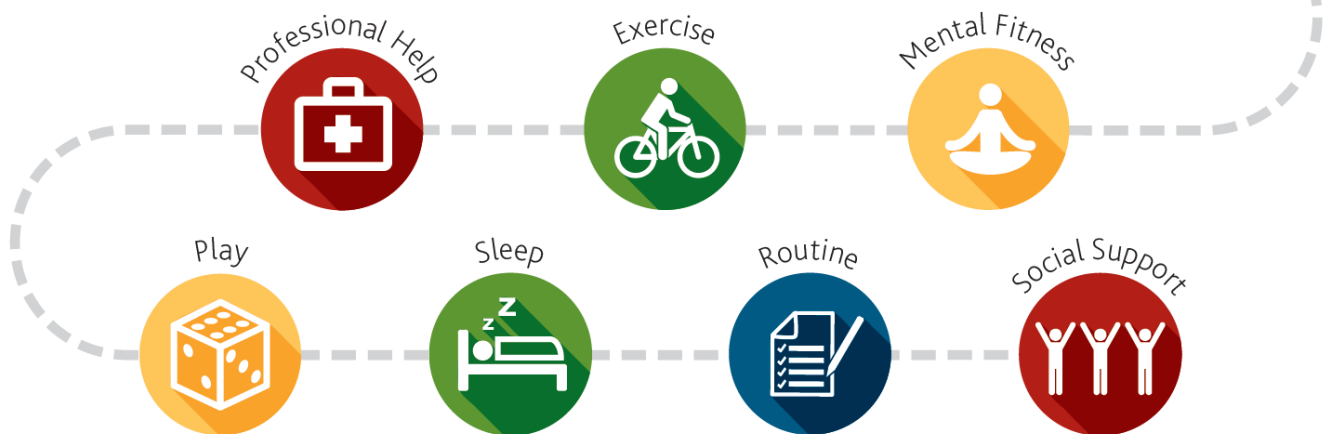 Professional Help
Exercise
Mental Fitness
Play
Sleep
z
z
Routine
Social Support